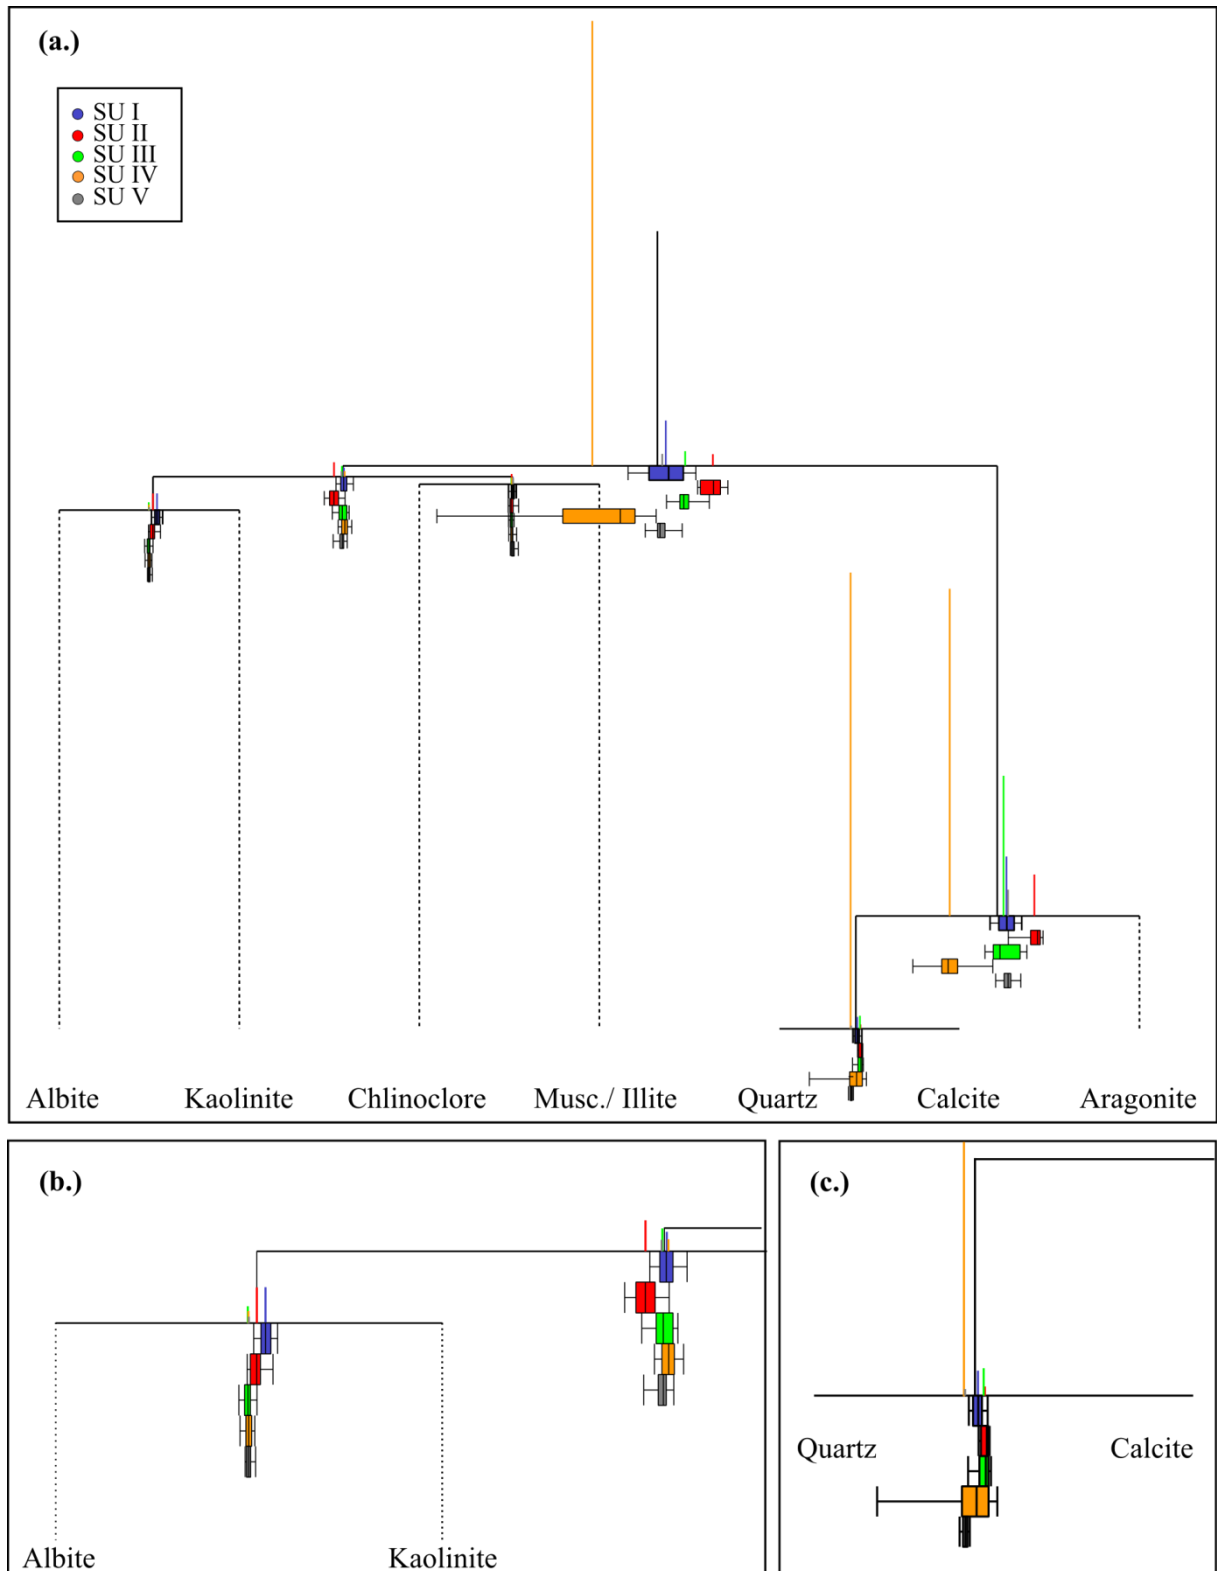 (a.)
SU I
SU II
SU III
SU IV
SU V
Albite Kaolinite Chlinoclore Musc./ Illite Quartz Calcite Aragonite
(b.)
Albite Kaolinite
(c.)
Quartz Calcite